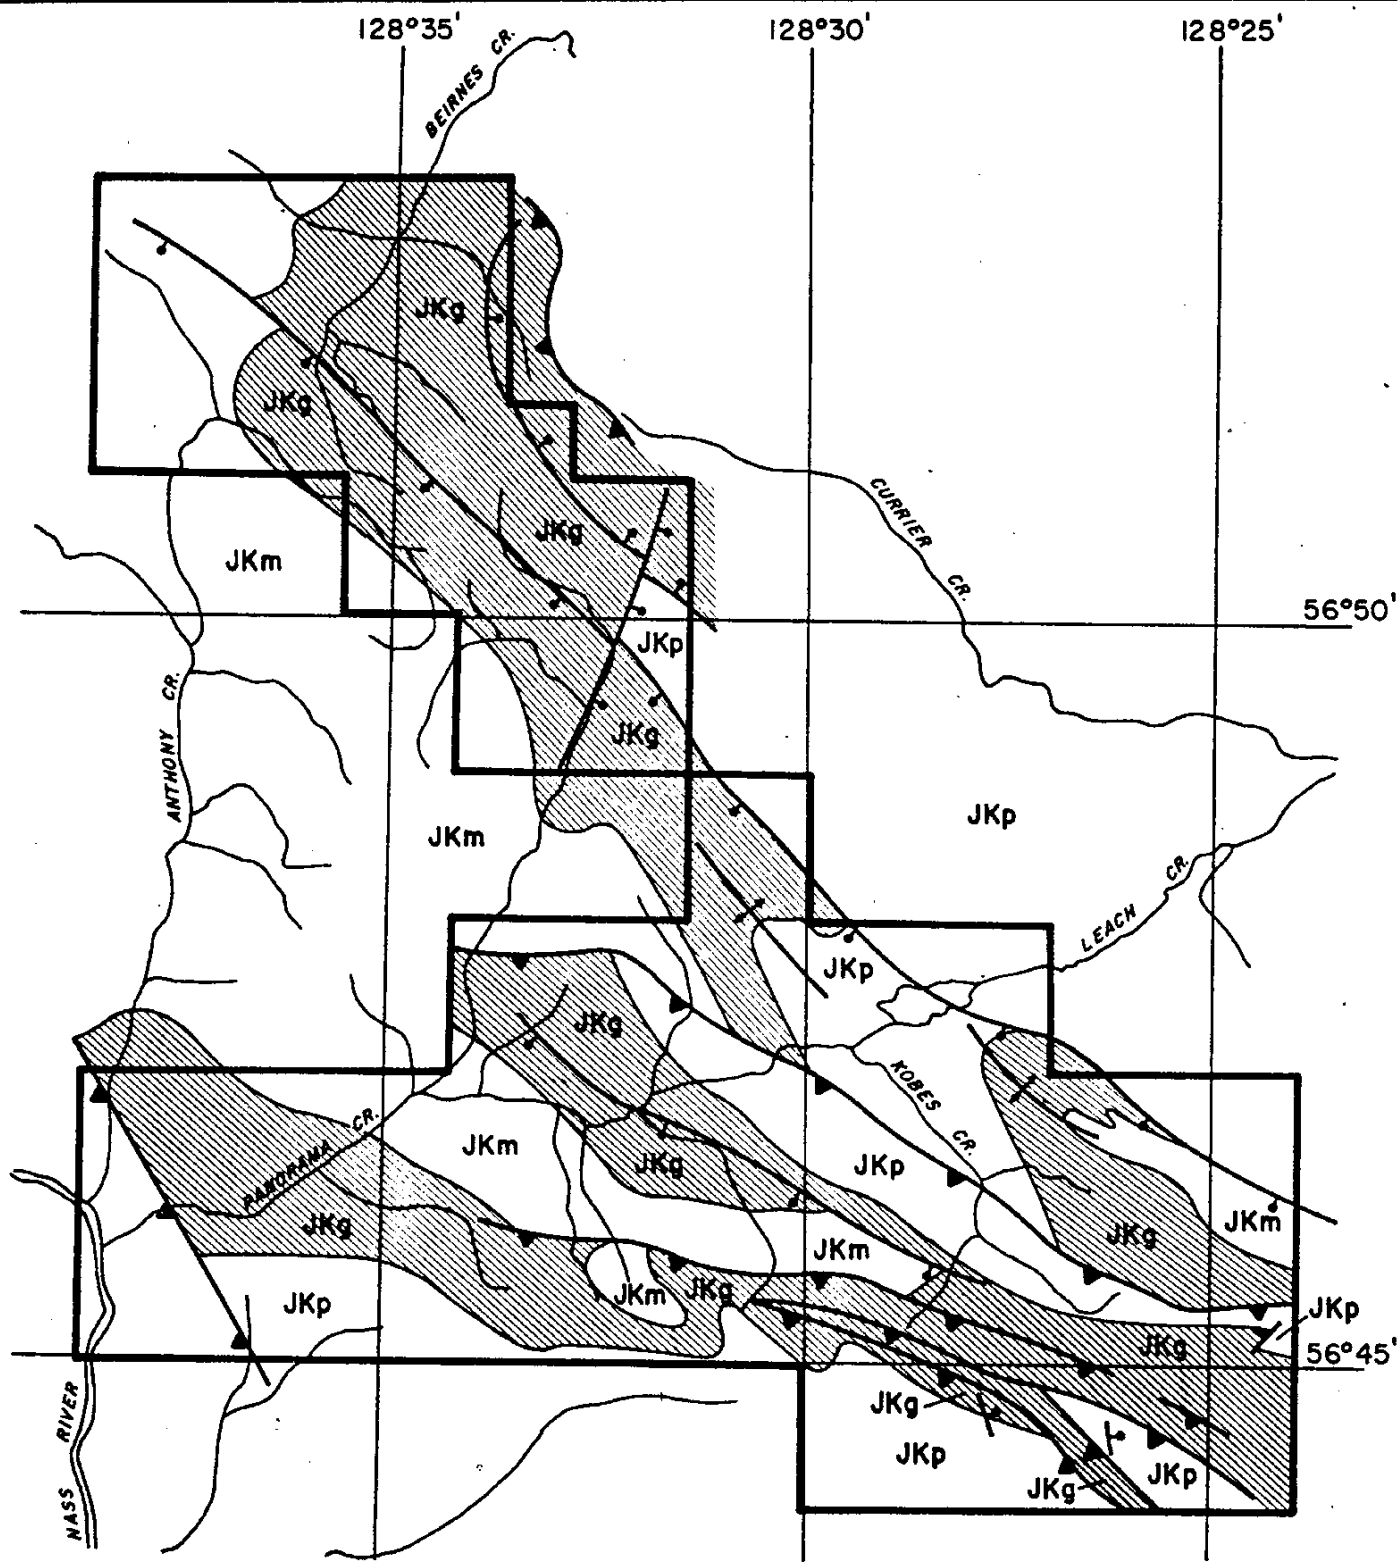 128°35'
128°30'
128°25'
BEIRNES CR.
JKg
JKg
CURRIER CR.
JKg
JKm
56°50'
JKp
ANTHONY CR.
JKg
JKp
JKm
LEACH CR.
JKp
JKg
KOBES CR.
PANORAMA CR.
JKm
JKg
JKp
JKg
JKm
JKg
JKm
JKg
JKm
JKp
JKp
JKg
56°45'
JKg
JKp
JKp
JKg
NASS RIVER